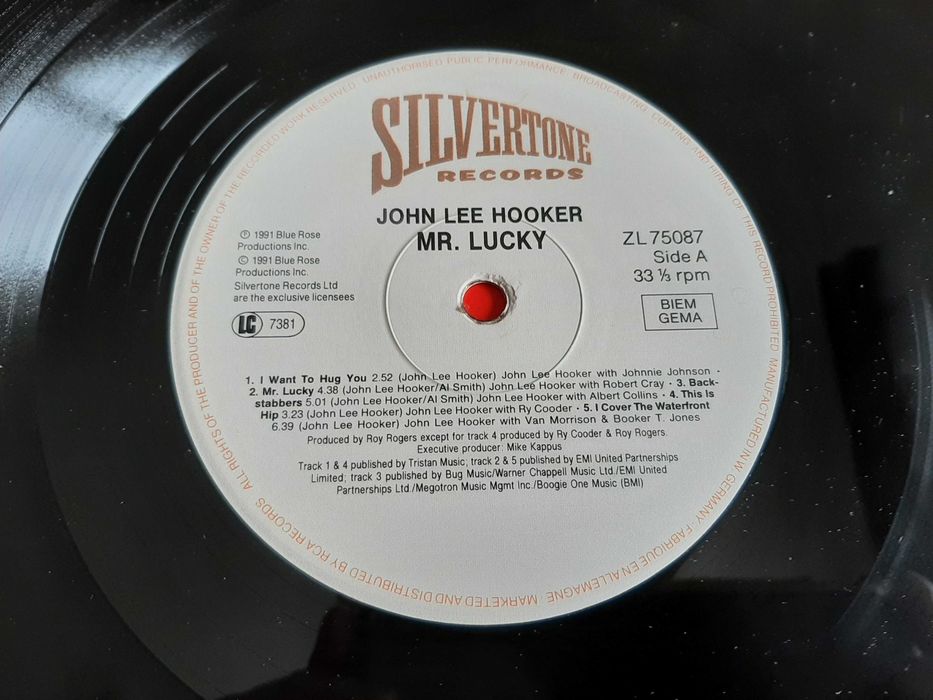 SILVERTONE
RECORDS
JOHN LEE HOOKER
MR. LUCKY
℗ 1991 Blue Rose
Productions Inc.
© 1991 Blue Rose
Productions Inc.
Silvertone Records Ltd
are the exclusive licensees
LC 7381
ZL 75087
Side A
33 ⅓ rpm
BIEM
GEMA
1. I Want To Hug You 2.52 (John Lee Hooker) John Lee Hooker with Johnnie Johnson ·
2. Mr. Lucky 4.38 (John Lee Hooker/Al Smith) John Lee Hooker with Robert Cray · 3. Back-
stabbers 5.01 (John Lee Hooker/Al Smith) John Lee Hooker with Albert Collins · 4. This Is
Hip 3.23 (John Lee Hooker) John Lee Hooker with Ry Cooder · 5. I Cover The Waterfront
6.39 (John Lee Hooker) John Lee Hooker with Van Morrison & Booker T. Jones
Produced by Roy Rogers except for track 4 produced by Ry Cooder & Roy Rogers.
Executive producer: Mike Kappus
Track 1 & 4 published by Tristan Music; track 2 & 5 published by EMI United Partnerships
Limited; track 3 published by Bug Music/Warner Chappell Music Ltd./EMI United
Partnerships Ltd./Megotron Music Mgmt Inc./Boogie One Music (BMI)
ALL RIGHTS OF THE PRODUCER AND OF THE OWNER OF THE RECORDED WORK RESERVED. UNAUTHORISED PUBLIC PERFORMANCE, BROADCASTING, COPYING AND HIRING OF THIS RECORD PROHIBITED. MANUFACTURED IN W. GERMANY · FABRIQUE EN ALLEMAGNE · MARKETED AND DISTRIBUTED BY RCA RECORDS.